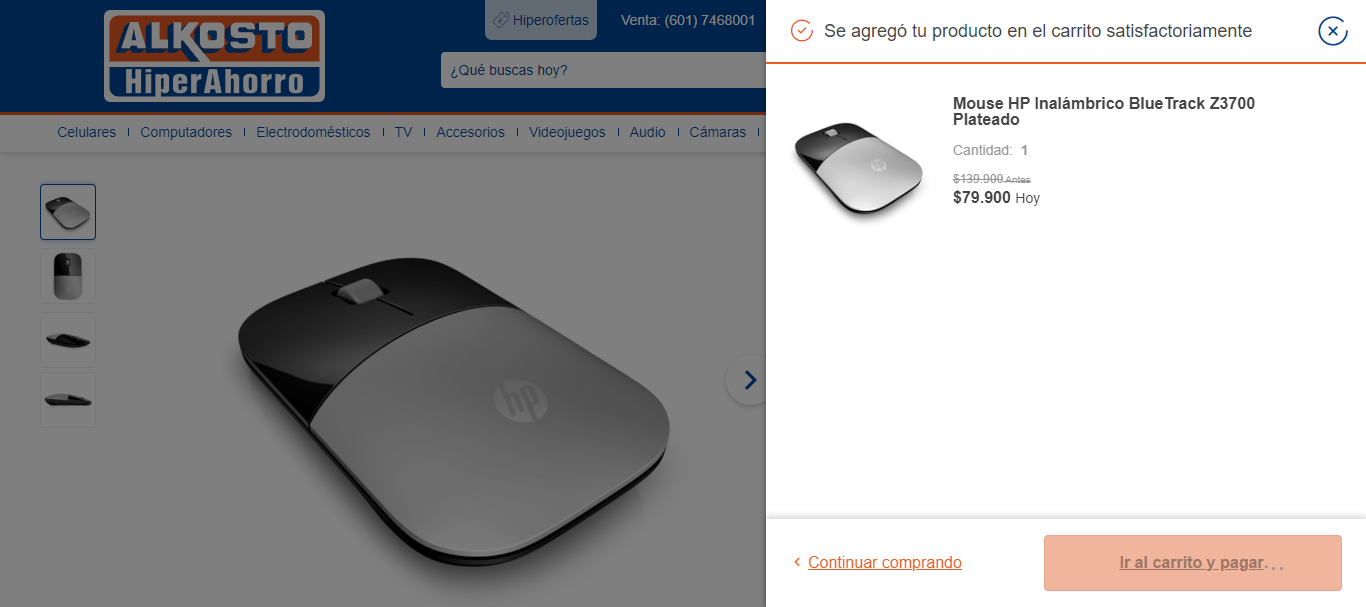 ALKOSTO
HiperAhorro
Hiperofertas
Venta: (601) 7468001
¿Qué buscas hoy?
Celulares
Computadores
Electrodomésticos
TV
Accesorios
Videojuegos
Audio
Cámaras
hp
Se agregó tu producto en el carrito satisfactoriamente
hp
Mouse HP Inalámbrico BlueTrack Z3700
Plateado
Cantidad: 1
$139.900 Antes
$79.900 Hoy
Continuar comprando
Ir al carrito y pagar...